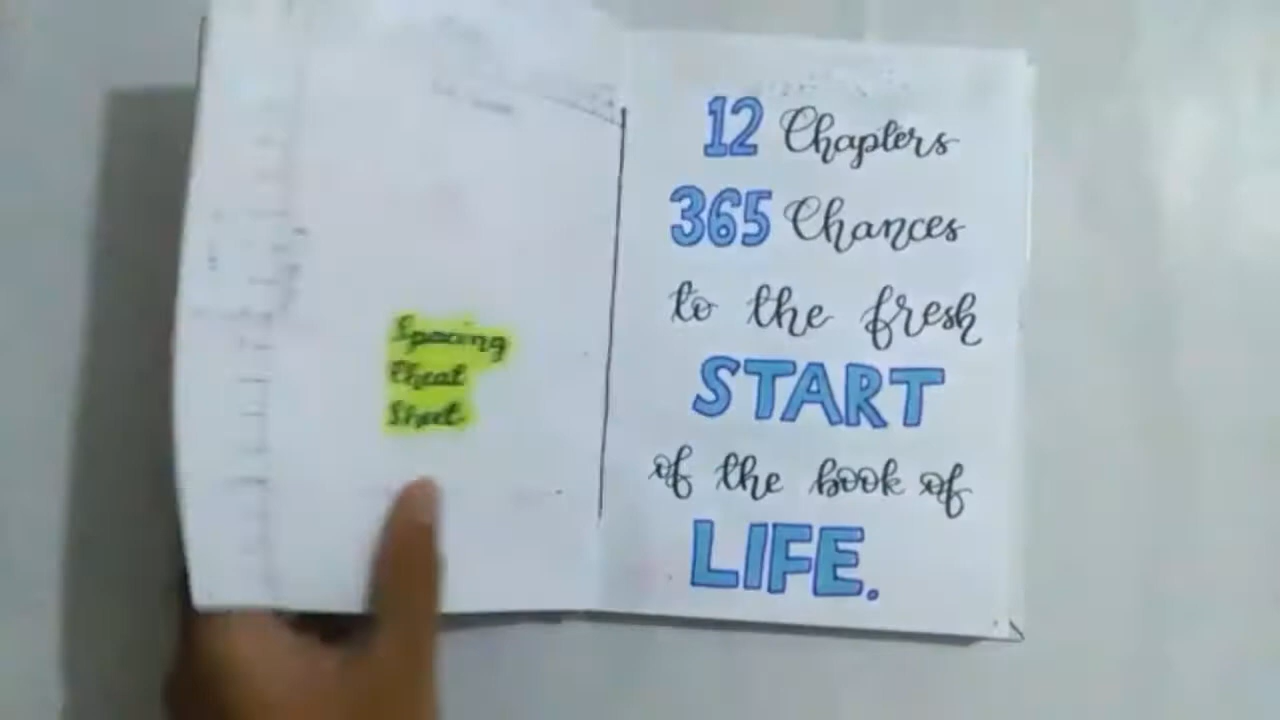 Spacing
Cheat
Sheet
12 Chapters
365 Chances
to the fresh
START
of the book of
LIFE.